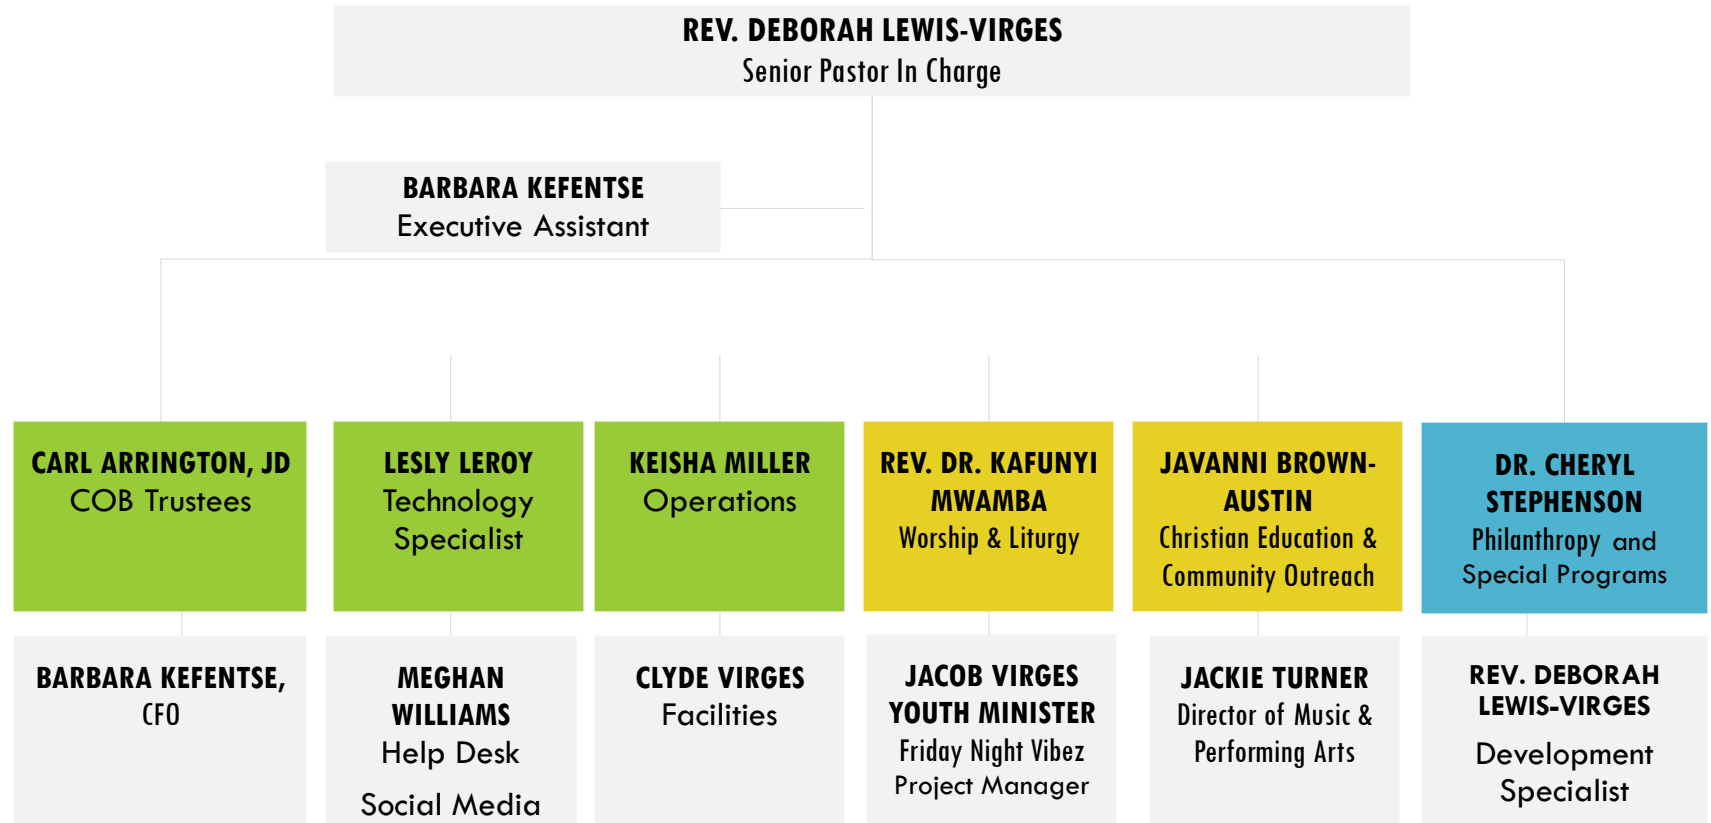 REV. DEBORAH LEWIS-VIRGES
Senior Pastor In Charge
BARBARA KEFENTSE
Executive Assistant
CARL ARRINGTON, JD
COB Trustees
LESLY LEROY
Technology
Specialist
KEISHA MILLER
Operations
REV. DR. KAFUNYI
MWAMBA
Worship & Liturgy
JAVANNI BROWN-
AUSTIN
Christian Education &
Community Outreach
DR. CHERYL
STEPHENSON
Philanthropy and
Special Programs
BARBARA KEFENTSE,
CFO
MEGHAN
WILLIAMS
Help Desk
Social Media
CLYDE VIRGES
Facilities
JACOB VIRGES
YOUTH MINISTER
Friday Night Vibez
Project Manager
JACKIE TURNER
Director of Music &
Performing Arts
REV. DEBORAH
LEWIS-VIRGES
Development
Specialist